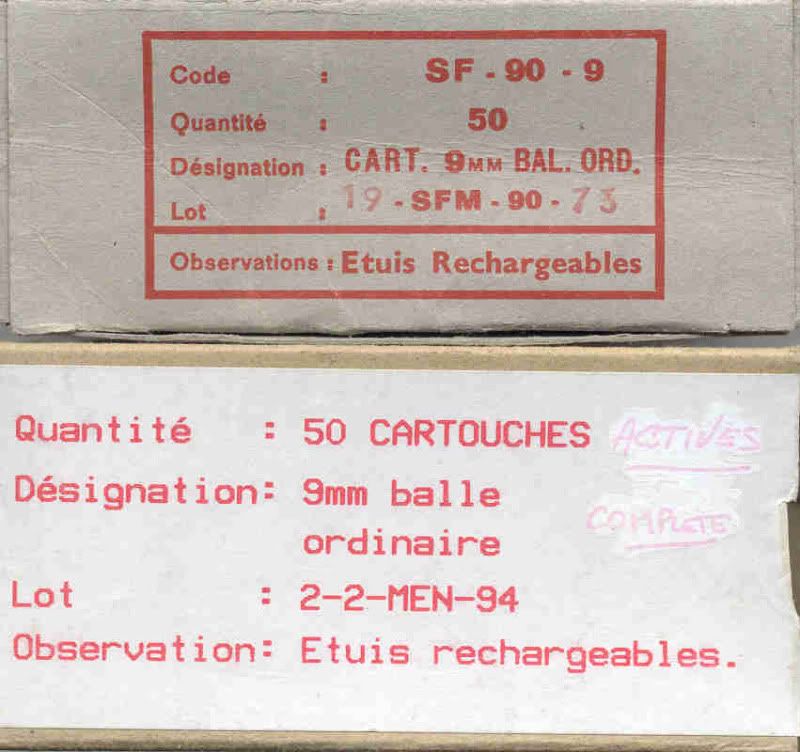 Code : SF - 90 - 9
Quantité : 50
Désignation : CART. 9MM BAL. ORD.
Lot : 19 - SFM - 90 - 73
Observations : Etuis Rechargeables
Quantité : 50 CARTOUCHES ACTIVES
Désignation: 9mm balle
ordinaire
COMPLETE
Lot : 2-2-MEN-94
Observation: Etuis rechargeables.